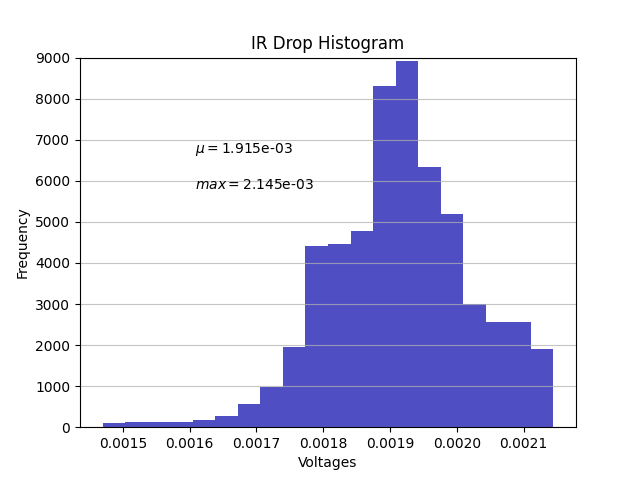 IR Drop Histogram
9000
8000
7000
6000
5000
4000
3000
2000
1000
0
Frequency
μ = 1.915e-03
max = 2.145e-03
0.0015 0.0016 0.0017 0.0018 0.0019 0.0020 0.0021
Voltages